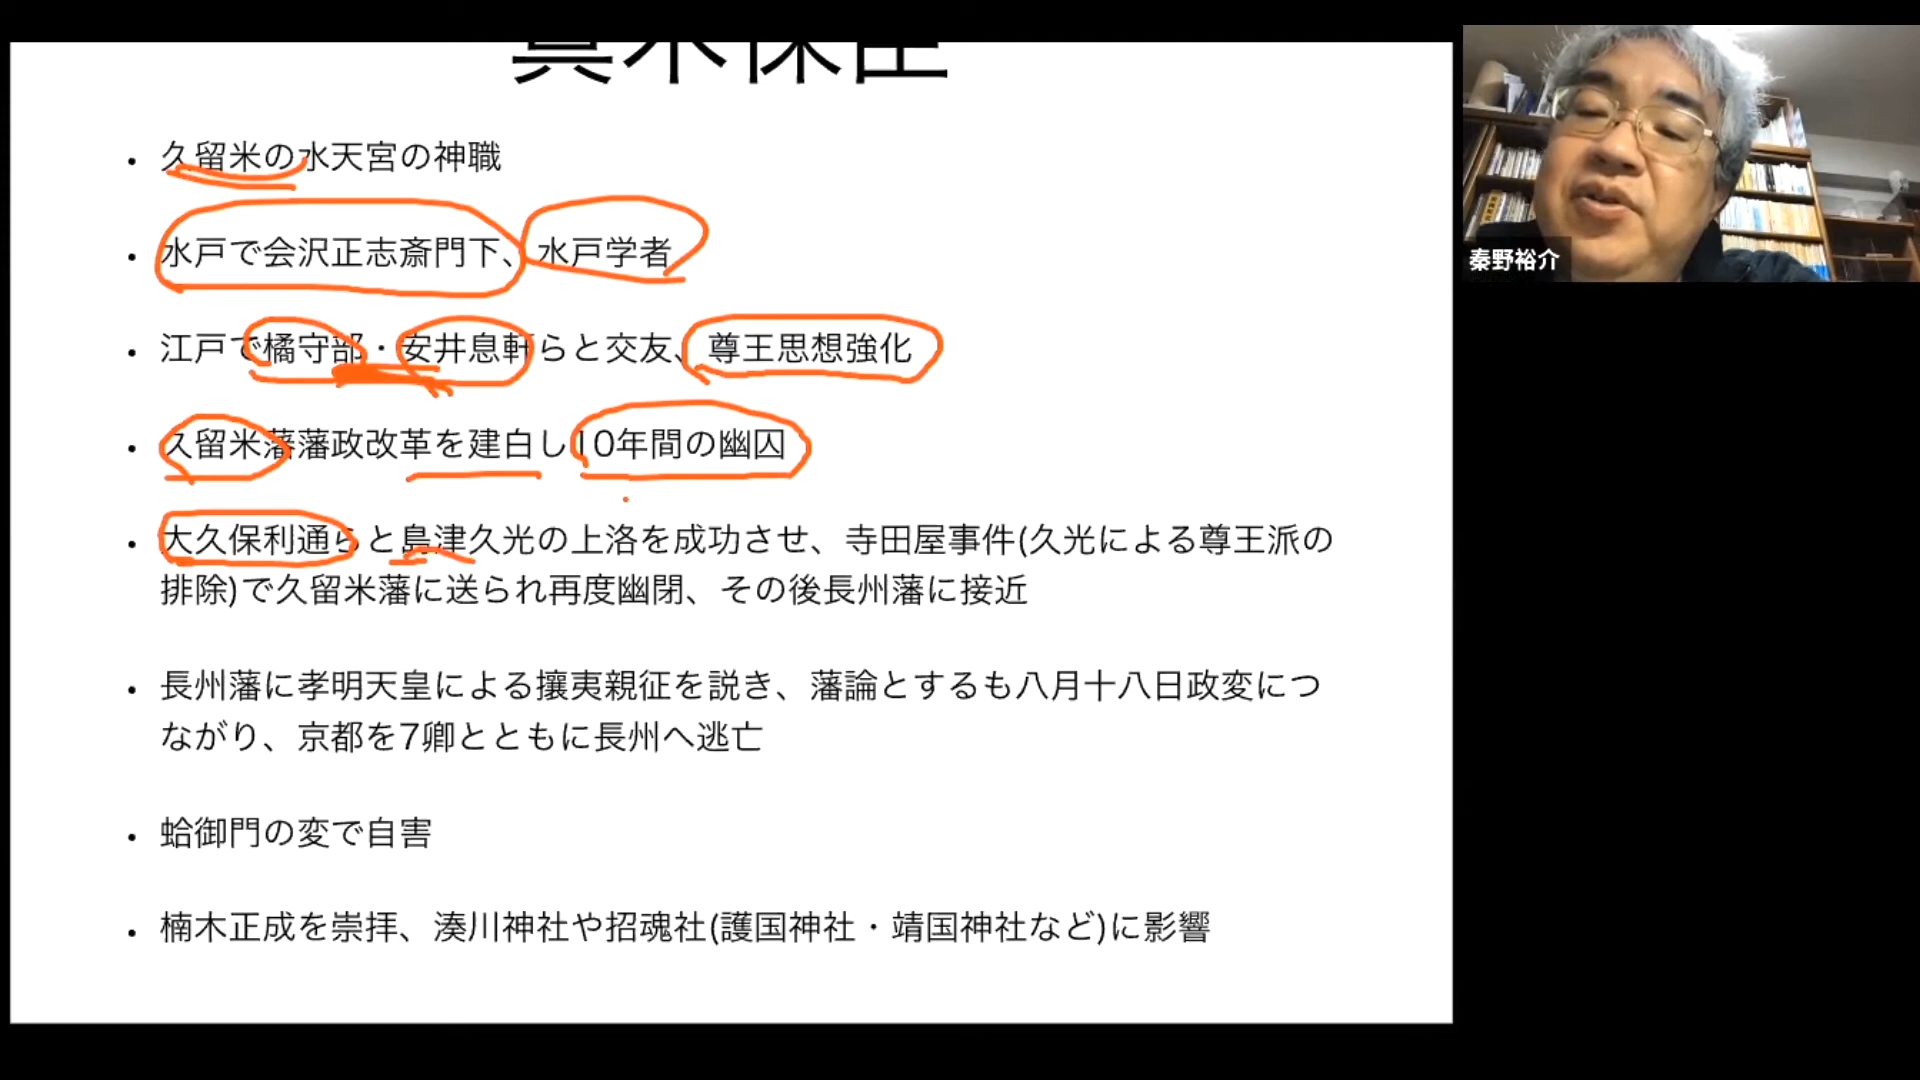 真木保臣
• 久留米の水天宮の神職
• 水戸で会沢正志斎門下、水戸学者
• 江戸で橘守部・安井息軒らと交友、尊王思想強化
• 久留米藩藩政改革を建白し10年間の幽囚
• 大久保利通らと島津久光の上洛を成功させ、寺田屋事件(久光による尊王派の
排除)で久留米藩に送られ再度幽閉、その後長州藩に接近
• 長州藩に孝明天皇による攘夷親征を説き、藩論とするも八月十八日政変につ
ながり、京都を7卿とともに長州へ逃亡
• 蛤御門の変で自害
• 楠木正成を崇拝、湊川神社や招魂社(護国神社・靖国神社など)に影響
秦野裕介